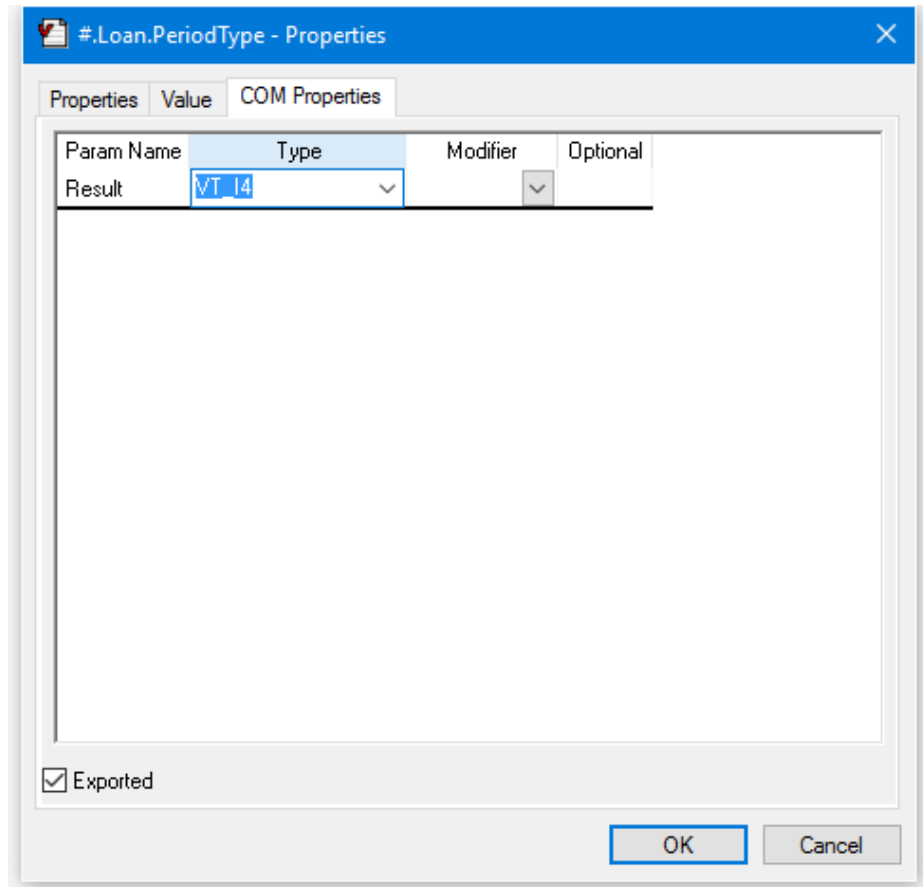 #.Loan.PeriodType - Properties
Properties Value COM Properties
Param Name Type Modifier Optional
Result VT_I4
Exported
OK Cancel